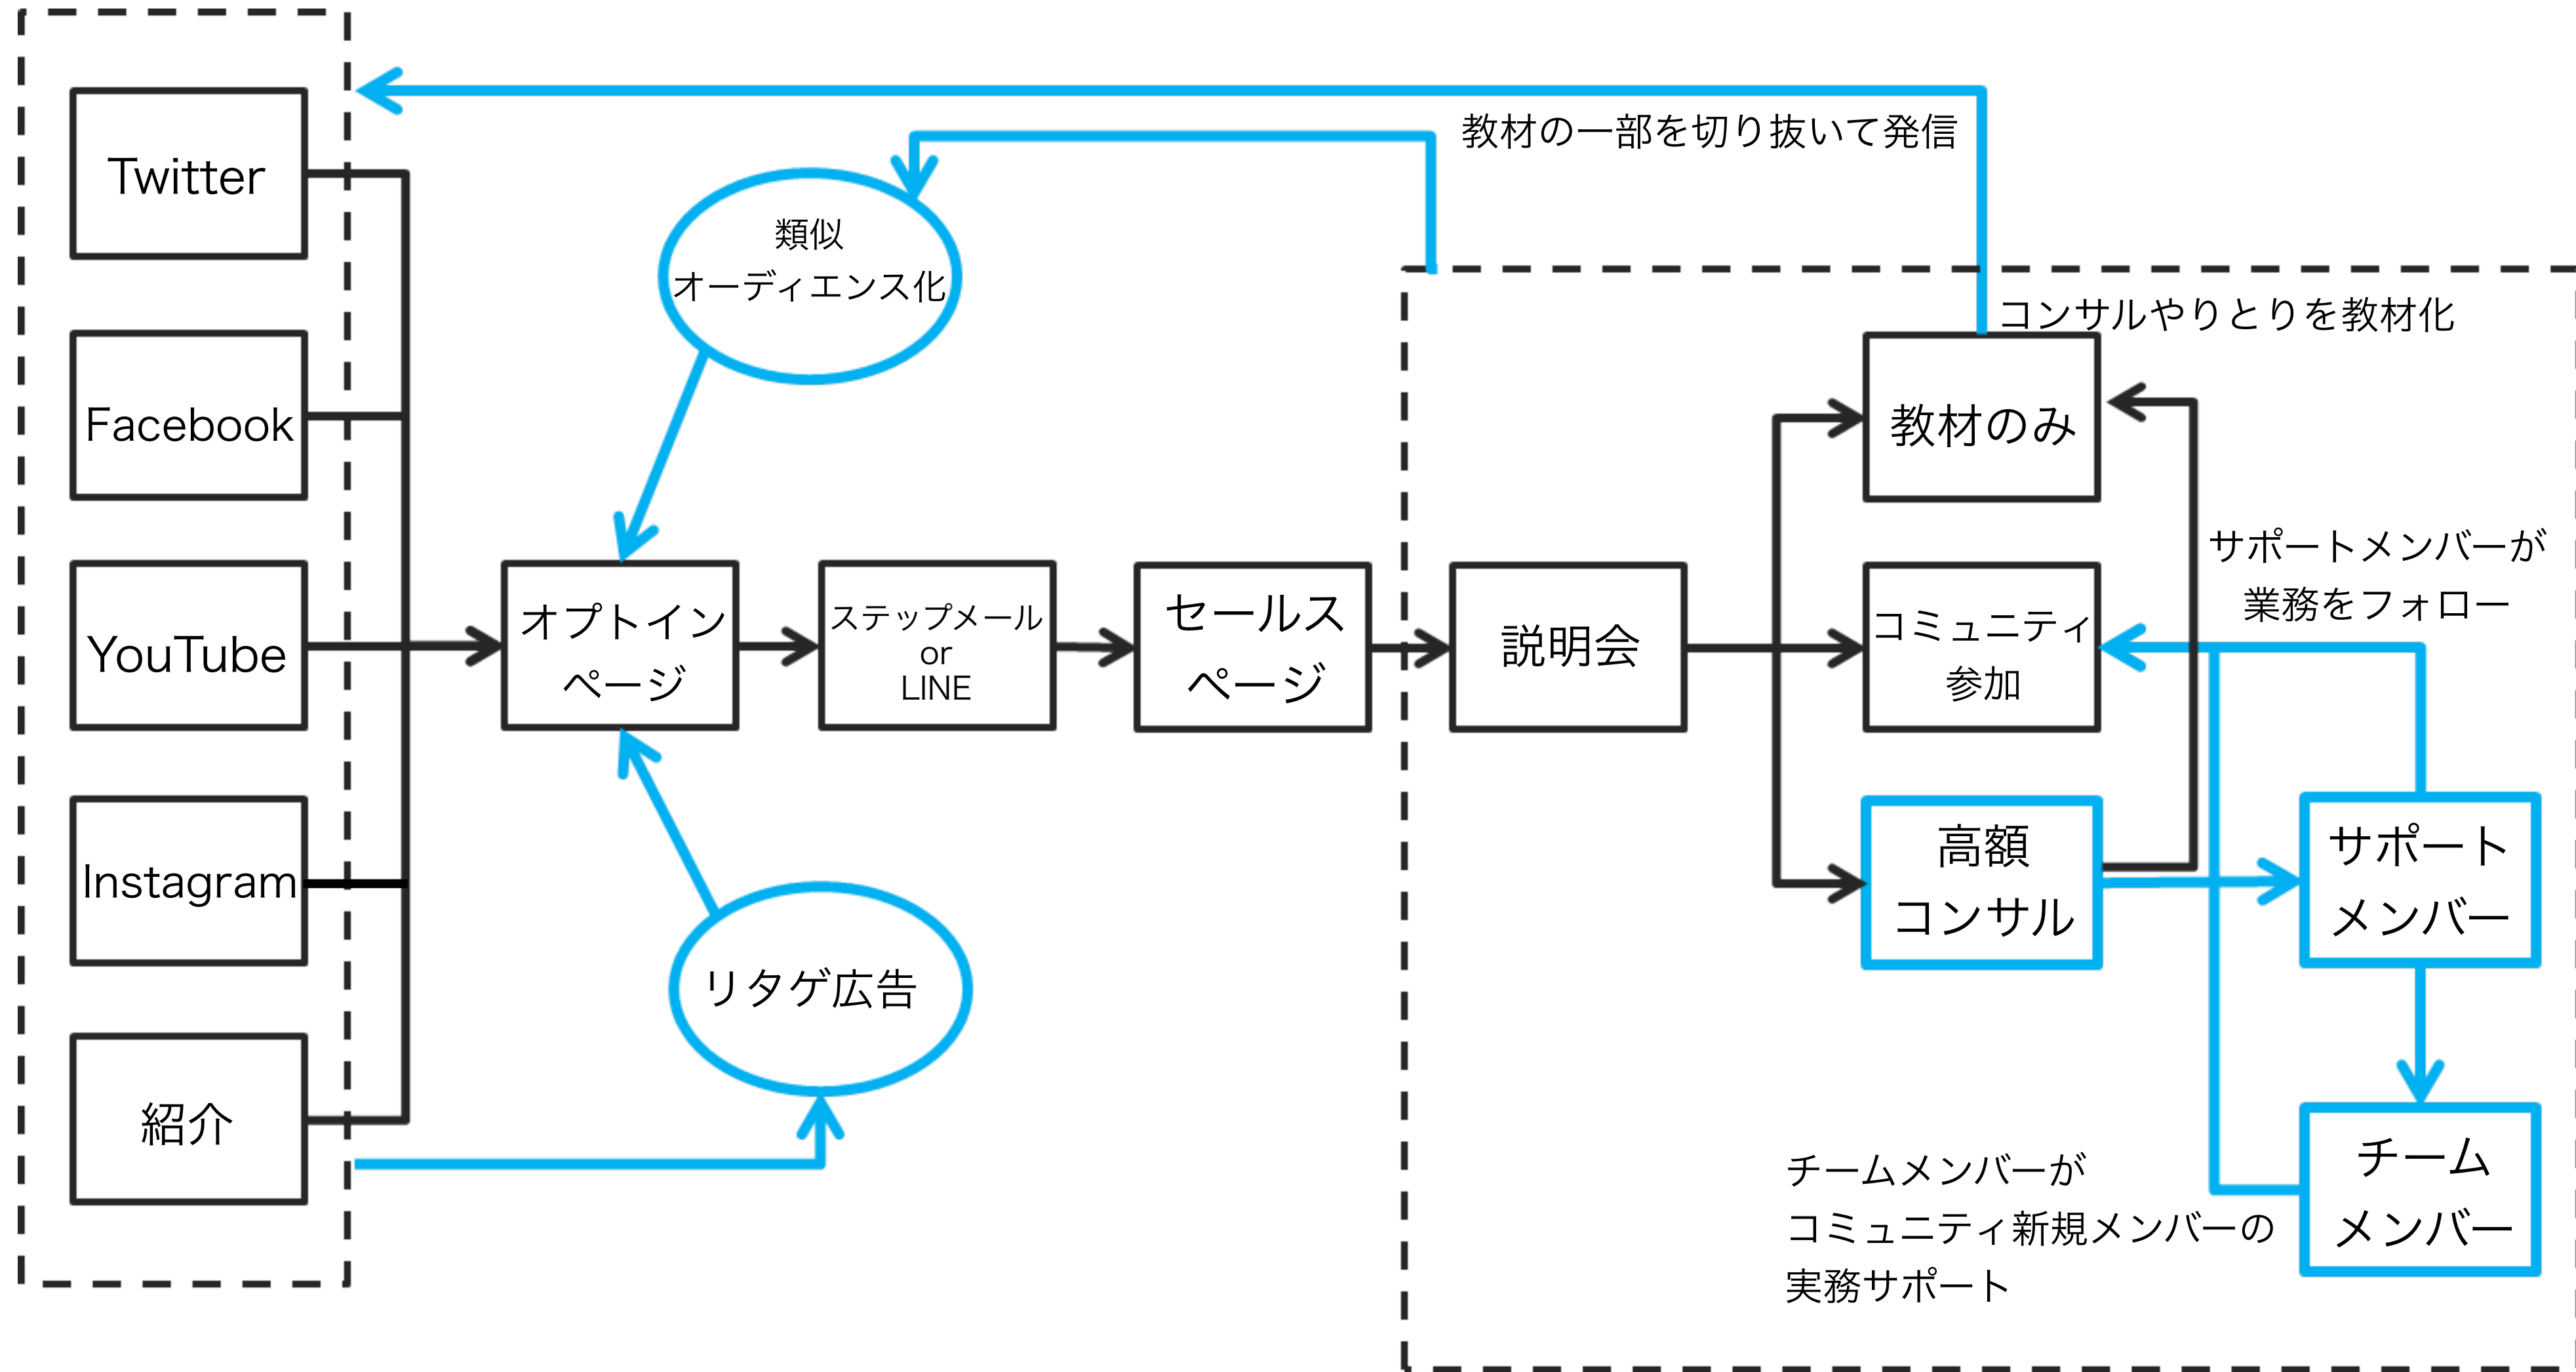 Twitter
Facebook
YouTube
Instagram
紹介
類似
オーディエンス化
オプトイン
ページ
リタゲ広告
ステップメール
or
LINE
セールス
ページ
説明会
教材の一部を切り抜いて発信
コンサルやりとりを教材化
教材のみ
コミュニティ
参加
高額
コンサル
サポートメンバーが
業務をフォロー
サポート
メンバー
チーム
メンバー
チームメンバーが
コミュニティ新規メンバーの
実務サポート